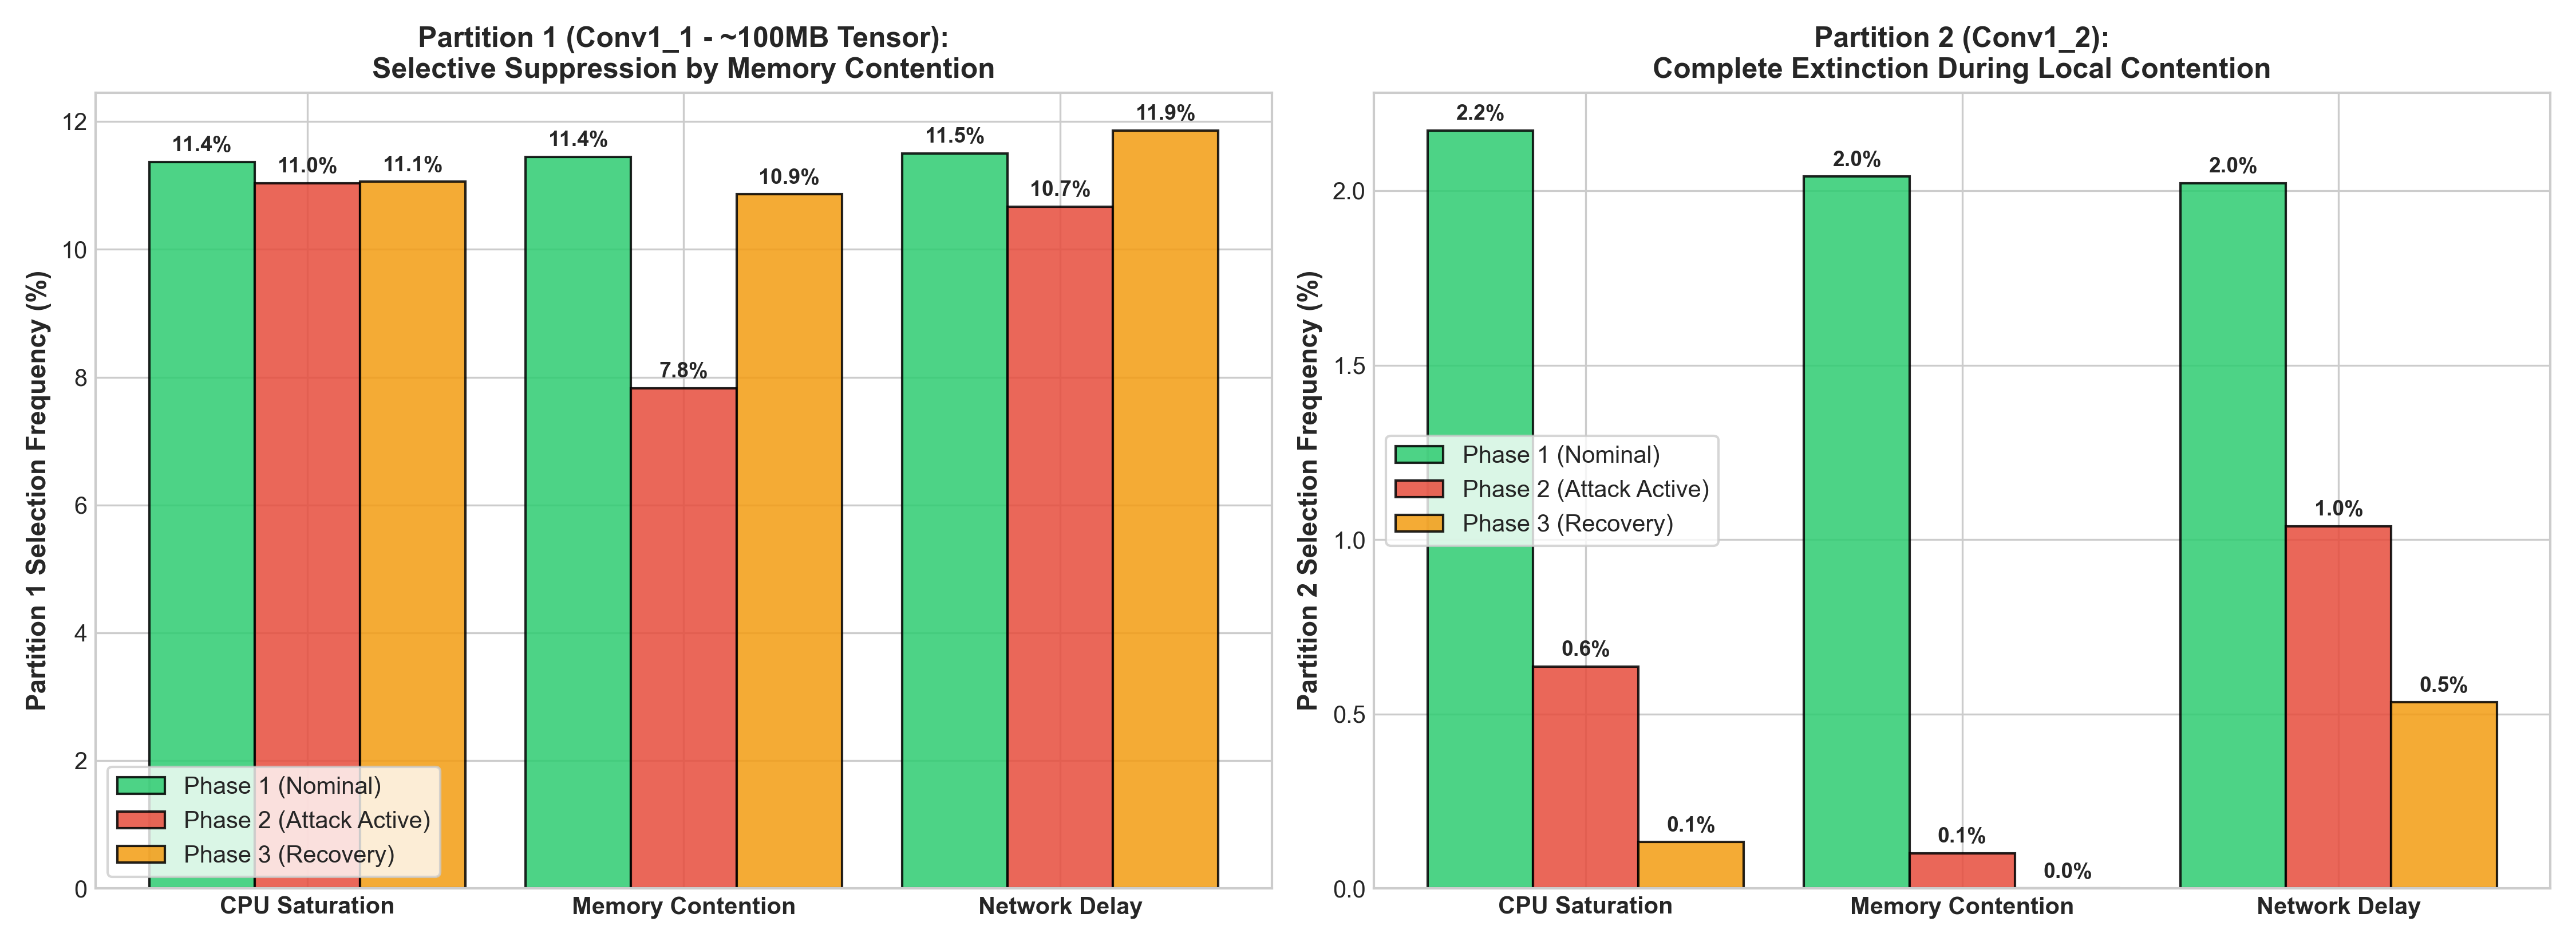 Partition 1 (Conv1_1 - ~100MB Tensor):
Selective Suppression by Memory Contention
Partition 1 Selection Frequency (%)
12
10
8
6
4
2
0
11.4%
11.0%
11.1%
11.4%
7.8%
10.9%
11.5%
10.7%
11.9%
Phase 1 (Nominal)
Phase 2 (Attack Active)
Phase 3 (Recovery)
CPU Saturation
Memory Contention
Network Delay
Partition 2 (Conv1_2):
Complete Extinction During Local Contention
Partition 2 Selection Frequency (%)
2.0
1.5
1.0
0.5
0.0
2.2%
0.6%
0.1%
2.0%
0.1%
0.0%
2.0%
1.0%
0.5%
Phase 1 (Nominal)
Phase 2 (Attack Active)
Phase 3 (Recovery)
CPU Saturation
Memory Contention
Network Delay